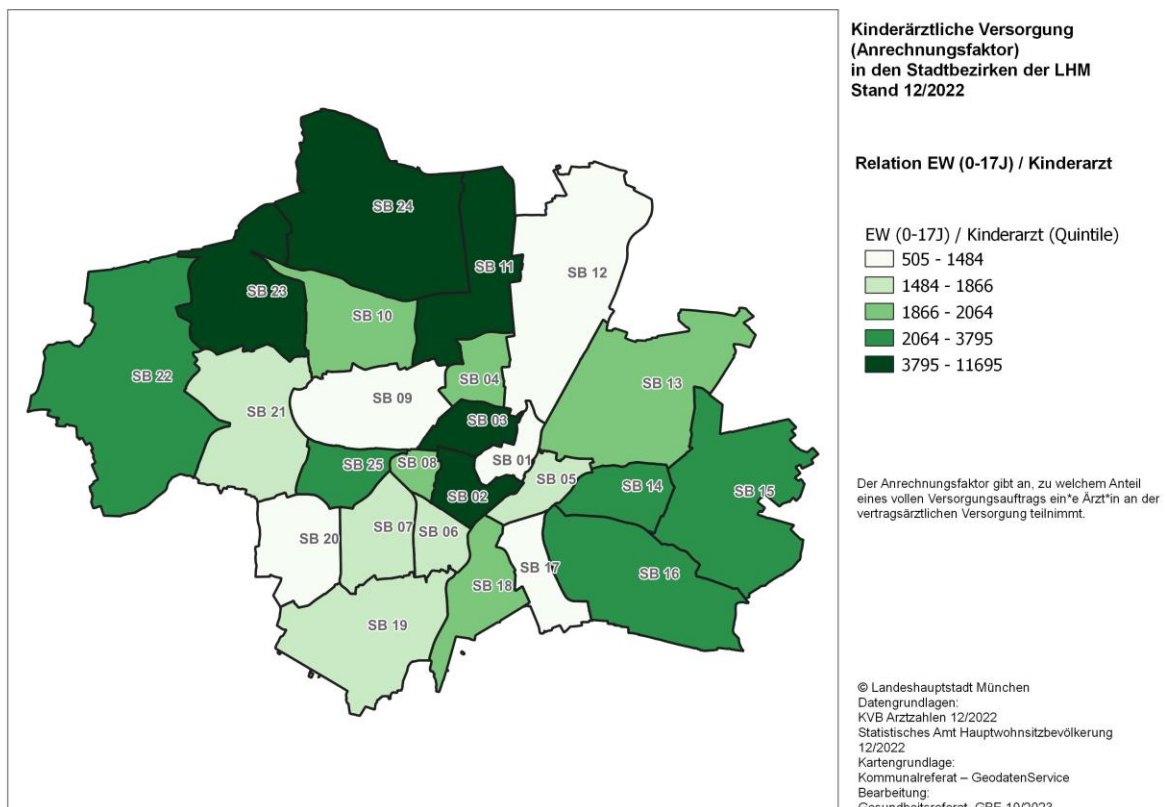 Kinderärztliche Versorgung
(Anrechnungsfaktor)
in den Stadtbezirken der LHM
Stand 12/2022
Relation EW (0-17J) / Kinderarzt
EW (0-17J) / Kinderarzt (Quintile)
505 - 1484
1484 - 1866
1866 - 2064
2064 - 3795
3795 - 11695
Der Anrechnungsfaktor gibt an, zu welchem Anteil
eines vollen Versorgungsauftrags ein*e Ärzt*in an der
vertragsärztlichen Versorgung teilnimmt.
© Landeshauptstadt München
Datengrundlagen:
KVB Arztzahlen 12/2022
Statistisches Amt Hauptwohnsitzbevölkerung
12/2022
Kartengrundlage:
Kommunalreferat – GeodatenService
Bearbeitung:
Gesundheitsreferat, GBE 10/2023
SB 24
SB 11
SB 12
SB 23
SB 10
SB 22
SB 04
SB 13
SB 09
SB 21
SB 03
SB 01
SB 25
SB 08
SB 05
SB 14
SB 15
SB 02
SB 07
SB 06
SB 20
SB 17
SB 16
SB 18
SB 19